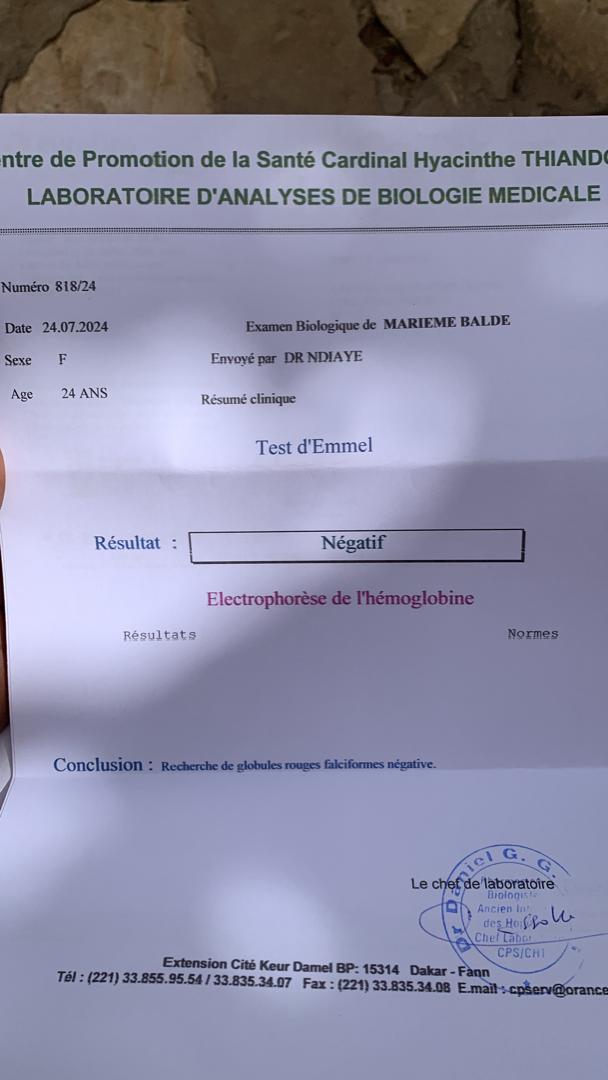 ntre de Promotion de la Santé Cardinal Hyacinthe THIANDO
LABORATOIRE D'ANALYSES DE BIOLOGIE MEDICALE
Numéro 818/24
Date 24.07.2024 Examen Biologique de MARIEME BALDE
Sexe F Envoyé par DR NDIAYE
Age 24 ANS Résumé clinique
Test d'Emmel
Résultat : Négatif
Electrophorèse de l'hémoglobine
Résultats Normes
Conclusion : Recherche de globules rouges falciformes négative.
Le chef de laboratoire
Dr Daniel G. G.
Biologiste
Ancien Int
des Ho
Chef Labor
CPS/CHT
Extension Cité Keur Damel BP: 15314 Dakar - Fann
Tél : (221) 33.855.95.54 / 33.835.34.07 Fax : (221) 33.835.34.08 E.mail : cpserv@orange